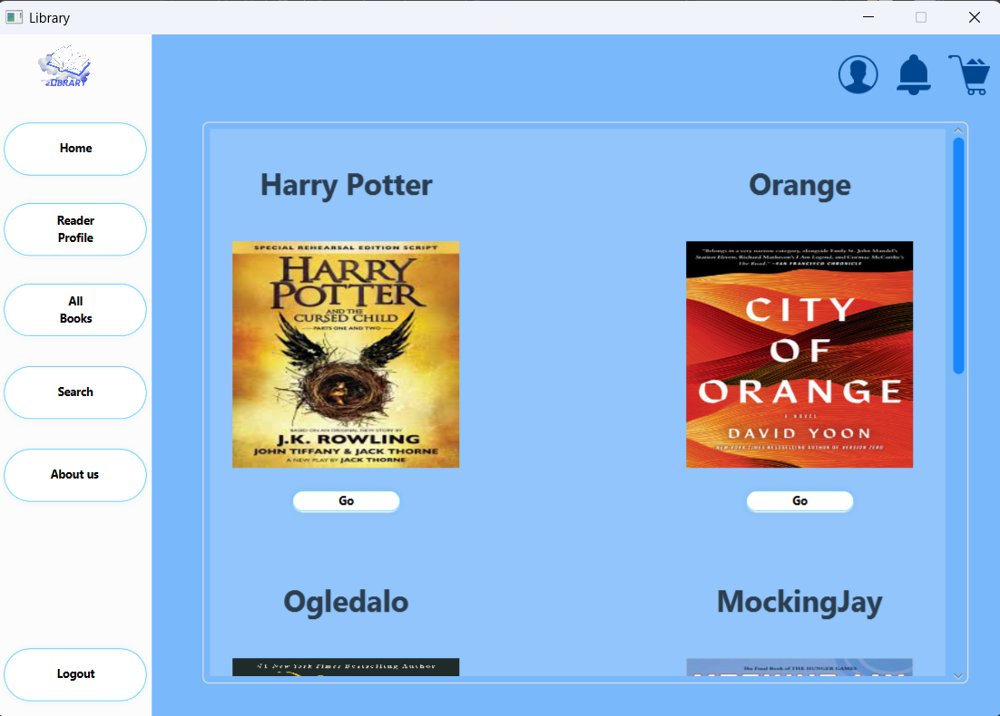 Library
eLIBRARY
Home
Reader
Profile
All
Books
Search
About us
Logout
Harry Potter
SPECIAL REHEARSAL EDITION SCRIPT
HARRY
POTTER
AND THE
CURSED CHILD
PARTS ONE AND TWO
BASED ON AN ORIGINAL NEW STORY BY
J.K. ROWLING
JOHN TIFFANY & JACK THORNE
A NEW PLAY BY JACK THORNE
Go
Orange
"Belongs in a very narrow category, alongside Emily St. John Mandel's
Station Eleven, Richard Matheson's I Am Legend, and Cormac McCarthy's
The Road." —SAN FRANCISCO CHRONICLE
CITY
OF
ORANGE
A NOVEL
DAVID YOON
NEW YORK TIMES BESTSELLING AUTHOR OF VERSION ZERO
Go
Ogledalo
#1 New York Times Bestselling Author
MockingJay
The Final Book of THE HUNGER GAMES